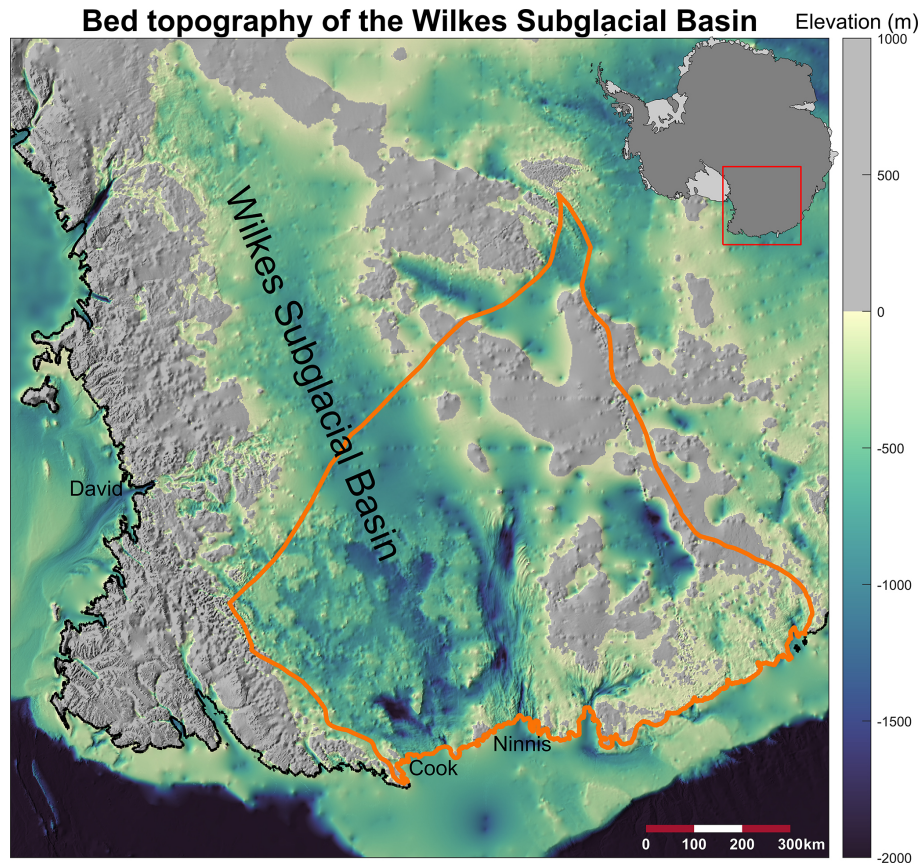 Bed topography of the Wilkes Subglacial Basin
Elevation (m)
1000
500
0
-500
-1000
-1500
-2000
Wilkes Subglacial Basin
David
Ninnis
Cook
0 100 200 300km